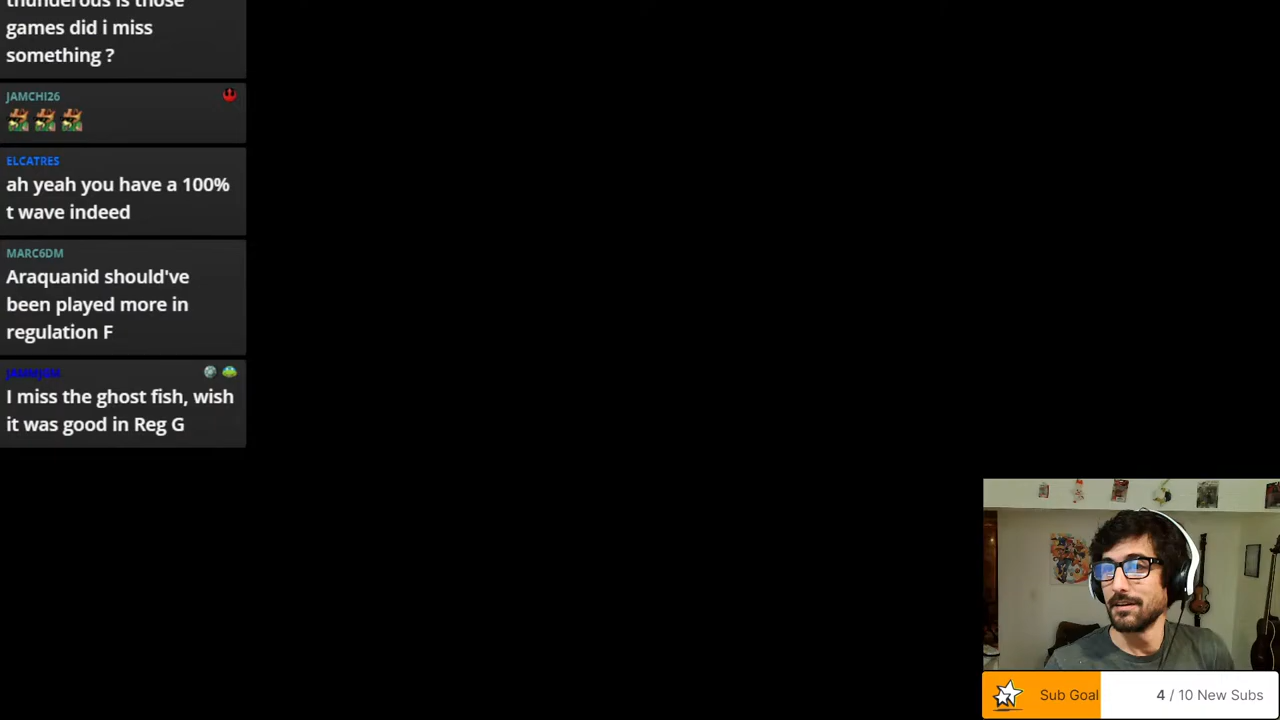 thunderous is those
games did i miss
something ?
JAMCHI26
ELCATRES
ah yeah you have a 100%
t wave indeed
MARC6DM
Araquanid should've
been played more in
regulation F
I miss the ghost fish, wish
it was good in Reg G
Sub Goal 4 / 10 New Subs